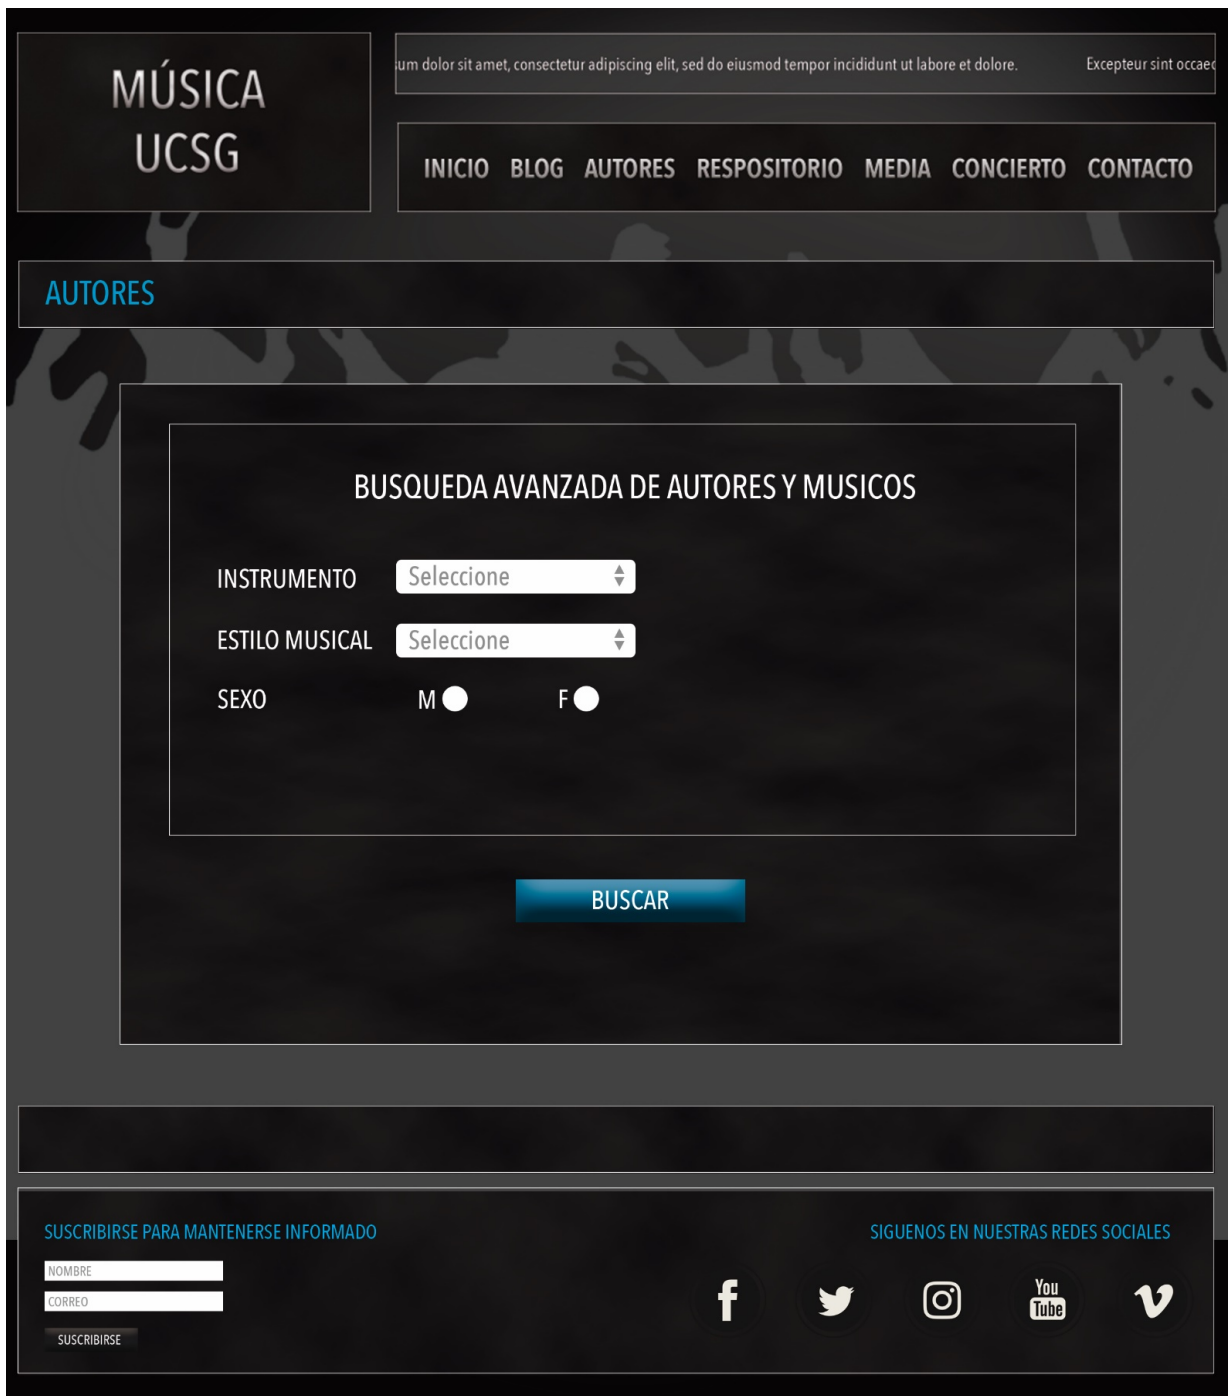 MÚSICA
UCSG
dolor sit amet, consectetur adipiscing elit, sed do eiusmod tempor incididunt ut labore et dolore. Excepteur sint
INICIO BLOG AUTORES RESPOSITORIO MEDIA CONCIERTO CONTACTO
AUTORES
BUSQUEDA AVANZADA DE AUTORES Y MUSICOS
INSTRUMENTO Seleccione
ESTILO MUSICAL Seleccione
SEXO M F
BUSCAR
SUSCRIBIRSE PARA MANTENERSE INFORMADO
NOMBRE
CORREO
SUSCRIBIRSE
SIGUENOS EN NUESTRAS REDES SOCIALES
You
Tube